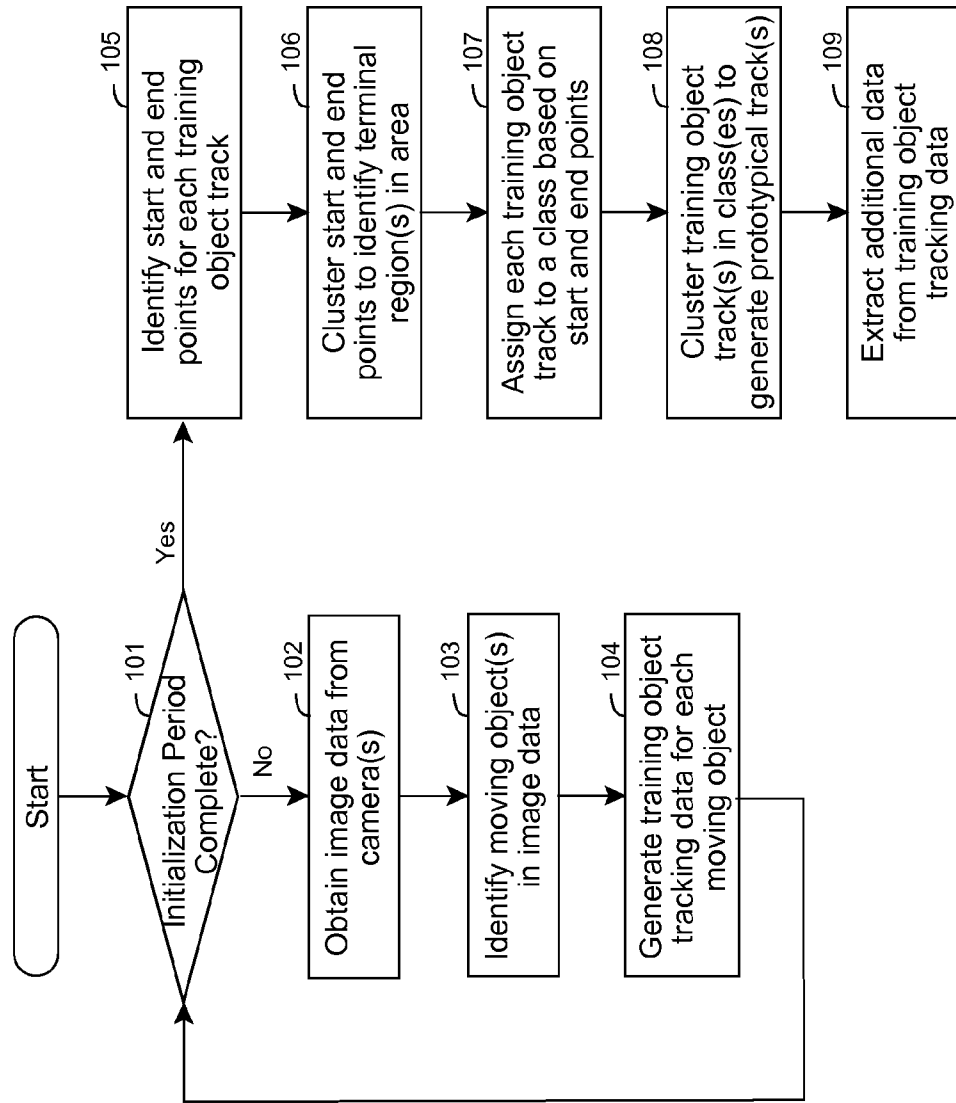 Start
101
Initialization Period
Complete?
Yes
No
102
Obtain image data from
camera(s)
103
Identify moving object(s)
in image data
104
Generate training object
tracking data for each
moving object
105
Identify start and end
points for each training
object track
106
Cluster start and end
points to identify terminal
region(s) in area
107
Assign each training object
track to a class based on
start and end points
108
Cluster training object
track(s) in class(es) to
generate prototypical track(s)
109
Extract additional data
from training object
tracking data